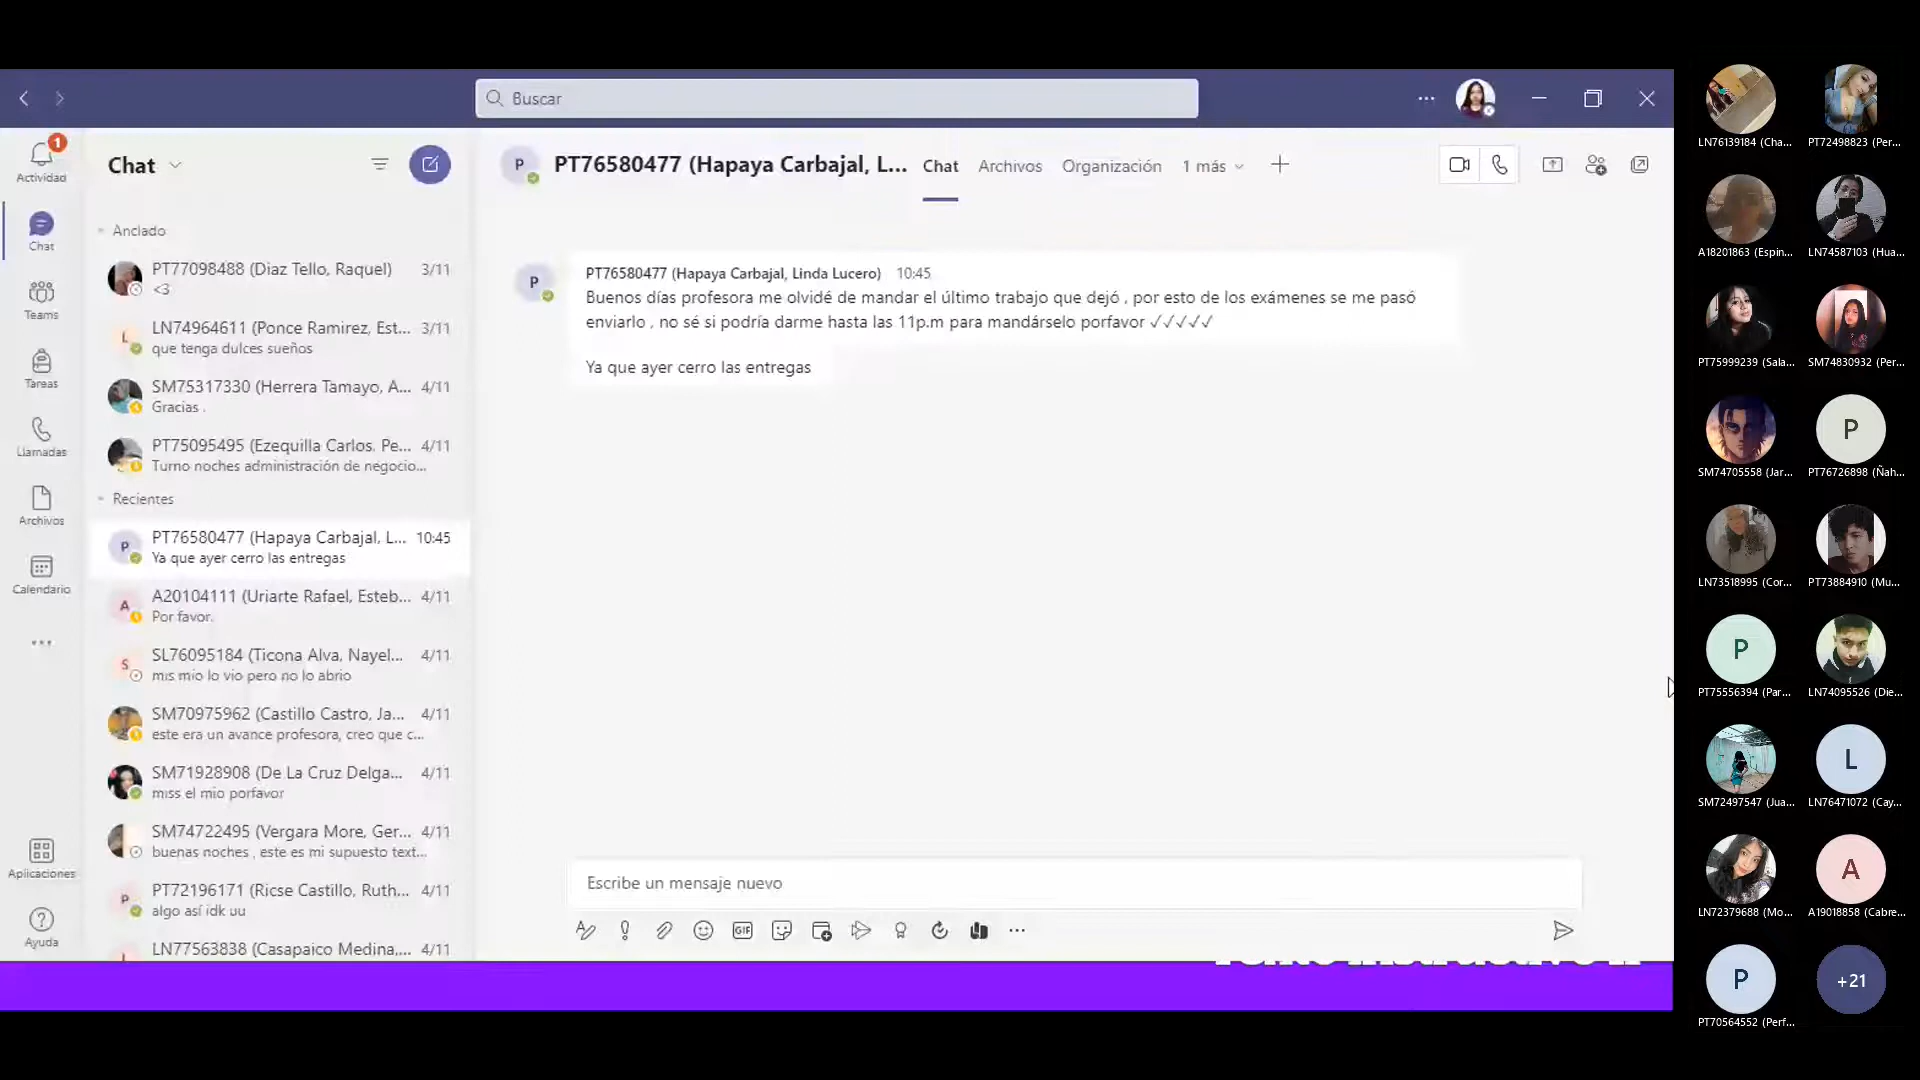 Buscar
Actividad
1
Chat
Teams
Tareas
Llamadas
Archivos
Calendario
Aplicaciones
Ayuda
Chat
Anclado
PT77098488 (Diaz Tello, Raquel) 3/11
<3
LN74964611 (Ponce Ramirez, Est... 3/11
que tenga dulces sueños
SM75317330 (Herrera Tamayo, A... 4/11
Gracias .
PT75095495 (Ezequilla Carlos, Pe... 4/11
Turno noches administración de negocio...
Recientes
PT76580477 (Hapaya Carbajal, L... 10:45
Ya que ayer cerro las entregas
A20104111 (Uriarte Rafael, Esteb... 4/11
Por favor.
SL76095184 (Ticona Alva, Nayel... 4/11
mis mio lo vio pero no lo abrio
SM70975962 (Castillo Castro, Ja... 4/11
este era un avance profesora, creo que c...
SM71928908 (De La Cruz Delga... 4/11
miss el mio porfavor
SM74722495 (Vergara More, Ger... 4/11
buenas noches , este es mi supuesto text...
PT72196171 (Ricse Castillo, Ruth... 4/11
algo así idk uu
LN77563838 (Casapaico Medina,... 4/11
P PT76580477 (Hapaya Carbajal, L... Chat Archivos Organización 1 más
PT76580477 (Hapaya Carbajal, Linda Lucero) 10:45
Buenos días profesora me olvidé de mandar el último trabajo que dejó , por esto de los exámenes se me pasó
enviarlo , no sé si podría darme hasta las 11p.m para mandárselo porfavor ✓✓✓✓✓
Ya que ayer cerro las entregas
Escribe un mensaje nuevo
GIF
LN76139184 (Cha... PT72498823 (Per...
A18201863 (Espin... LN74587103 (Hua...
PT75999239 (Sala... SM74830932 (Per...
P
SM74705558 (Jar... PT76726898 (Ñah...
LN73518995 (Cor... PT73884910 (Mu...
P
PT75556394 (Par... LN74095526 (Die...
L
SM72497547 (Jua... LN76471072 (Cay...
A
LN72379688 (Mo... A19018858 (Cabre...
P +21
PT70564552 (Perf...